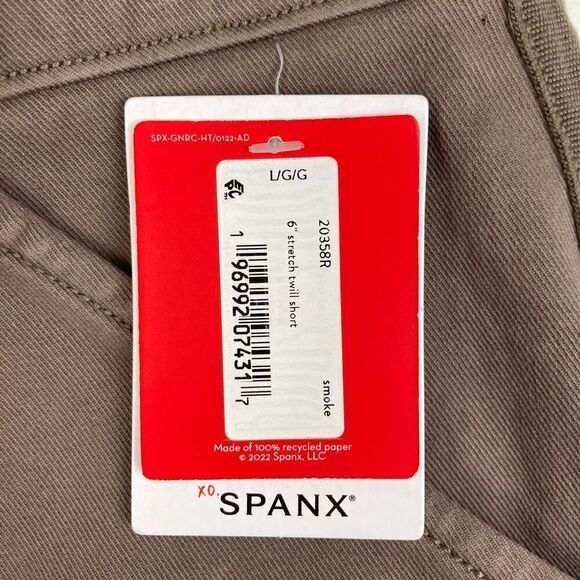 SPX-GNRC-HT/0122-AD
L/G/G
20358R
6" stretch twill short
smoke
EPC™
1 96992 07431 7
Made of 100% recycled paper
© 2022 Spanx, LLC
XO,
SPANX®